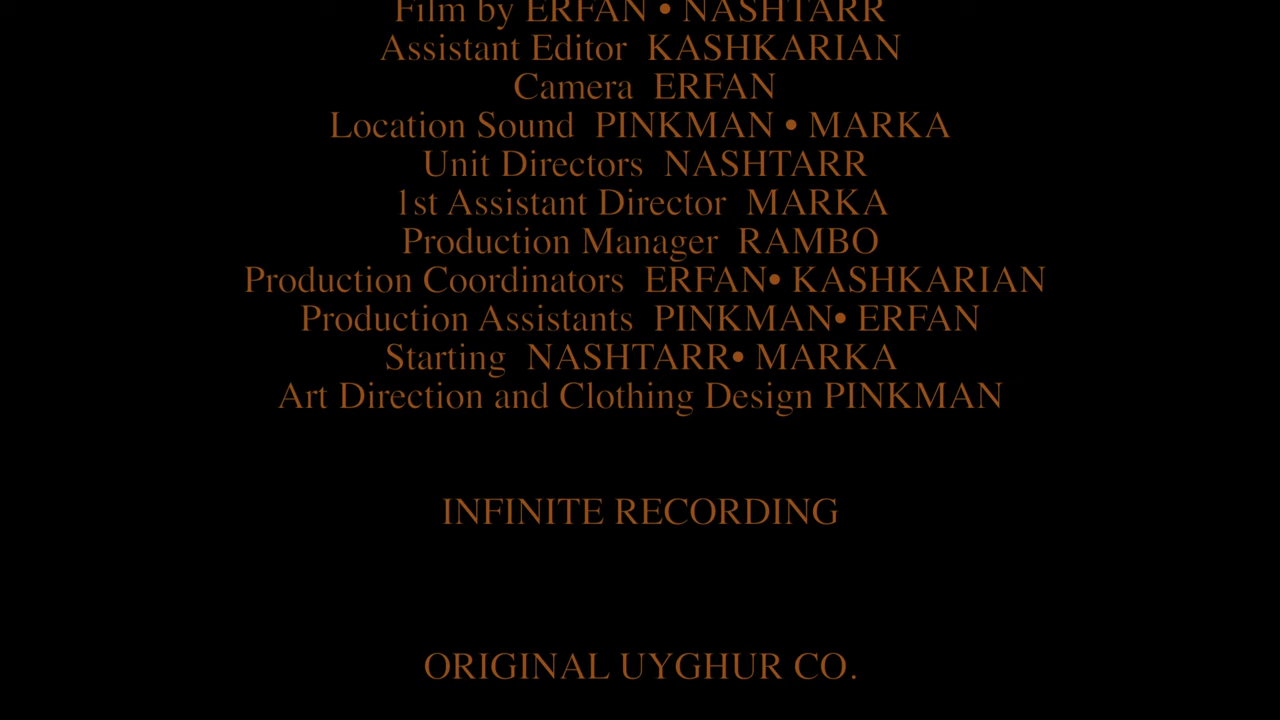 Film by ERFAN • NASHTARR
Assistant Editor KASHKARIAN
Camera ERFAN
Location Sound PINKMAN • MARKA
Unit Directors NASHTARR
1st Assistant Director MARKA
Production Manager RAMBO
Production Coordinators ERFAN• KASHKARIAN
Production Assistants PINKMAN• ERFAN
Starting NASHTARR• MARKA
Art Direction and Clothing Design PINKMAN
INFINITE RECORDING
ORIGINAL UYGHUR CO.